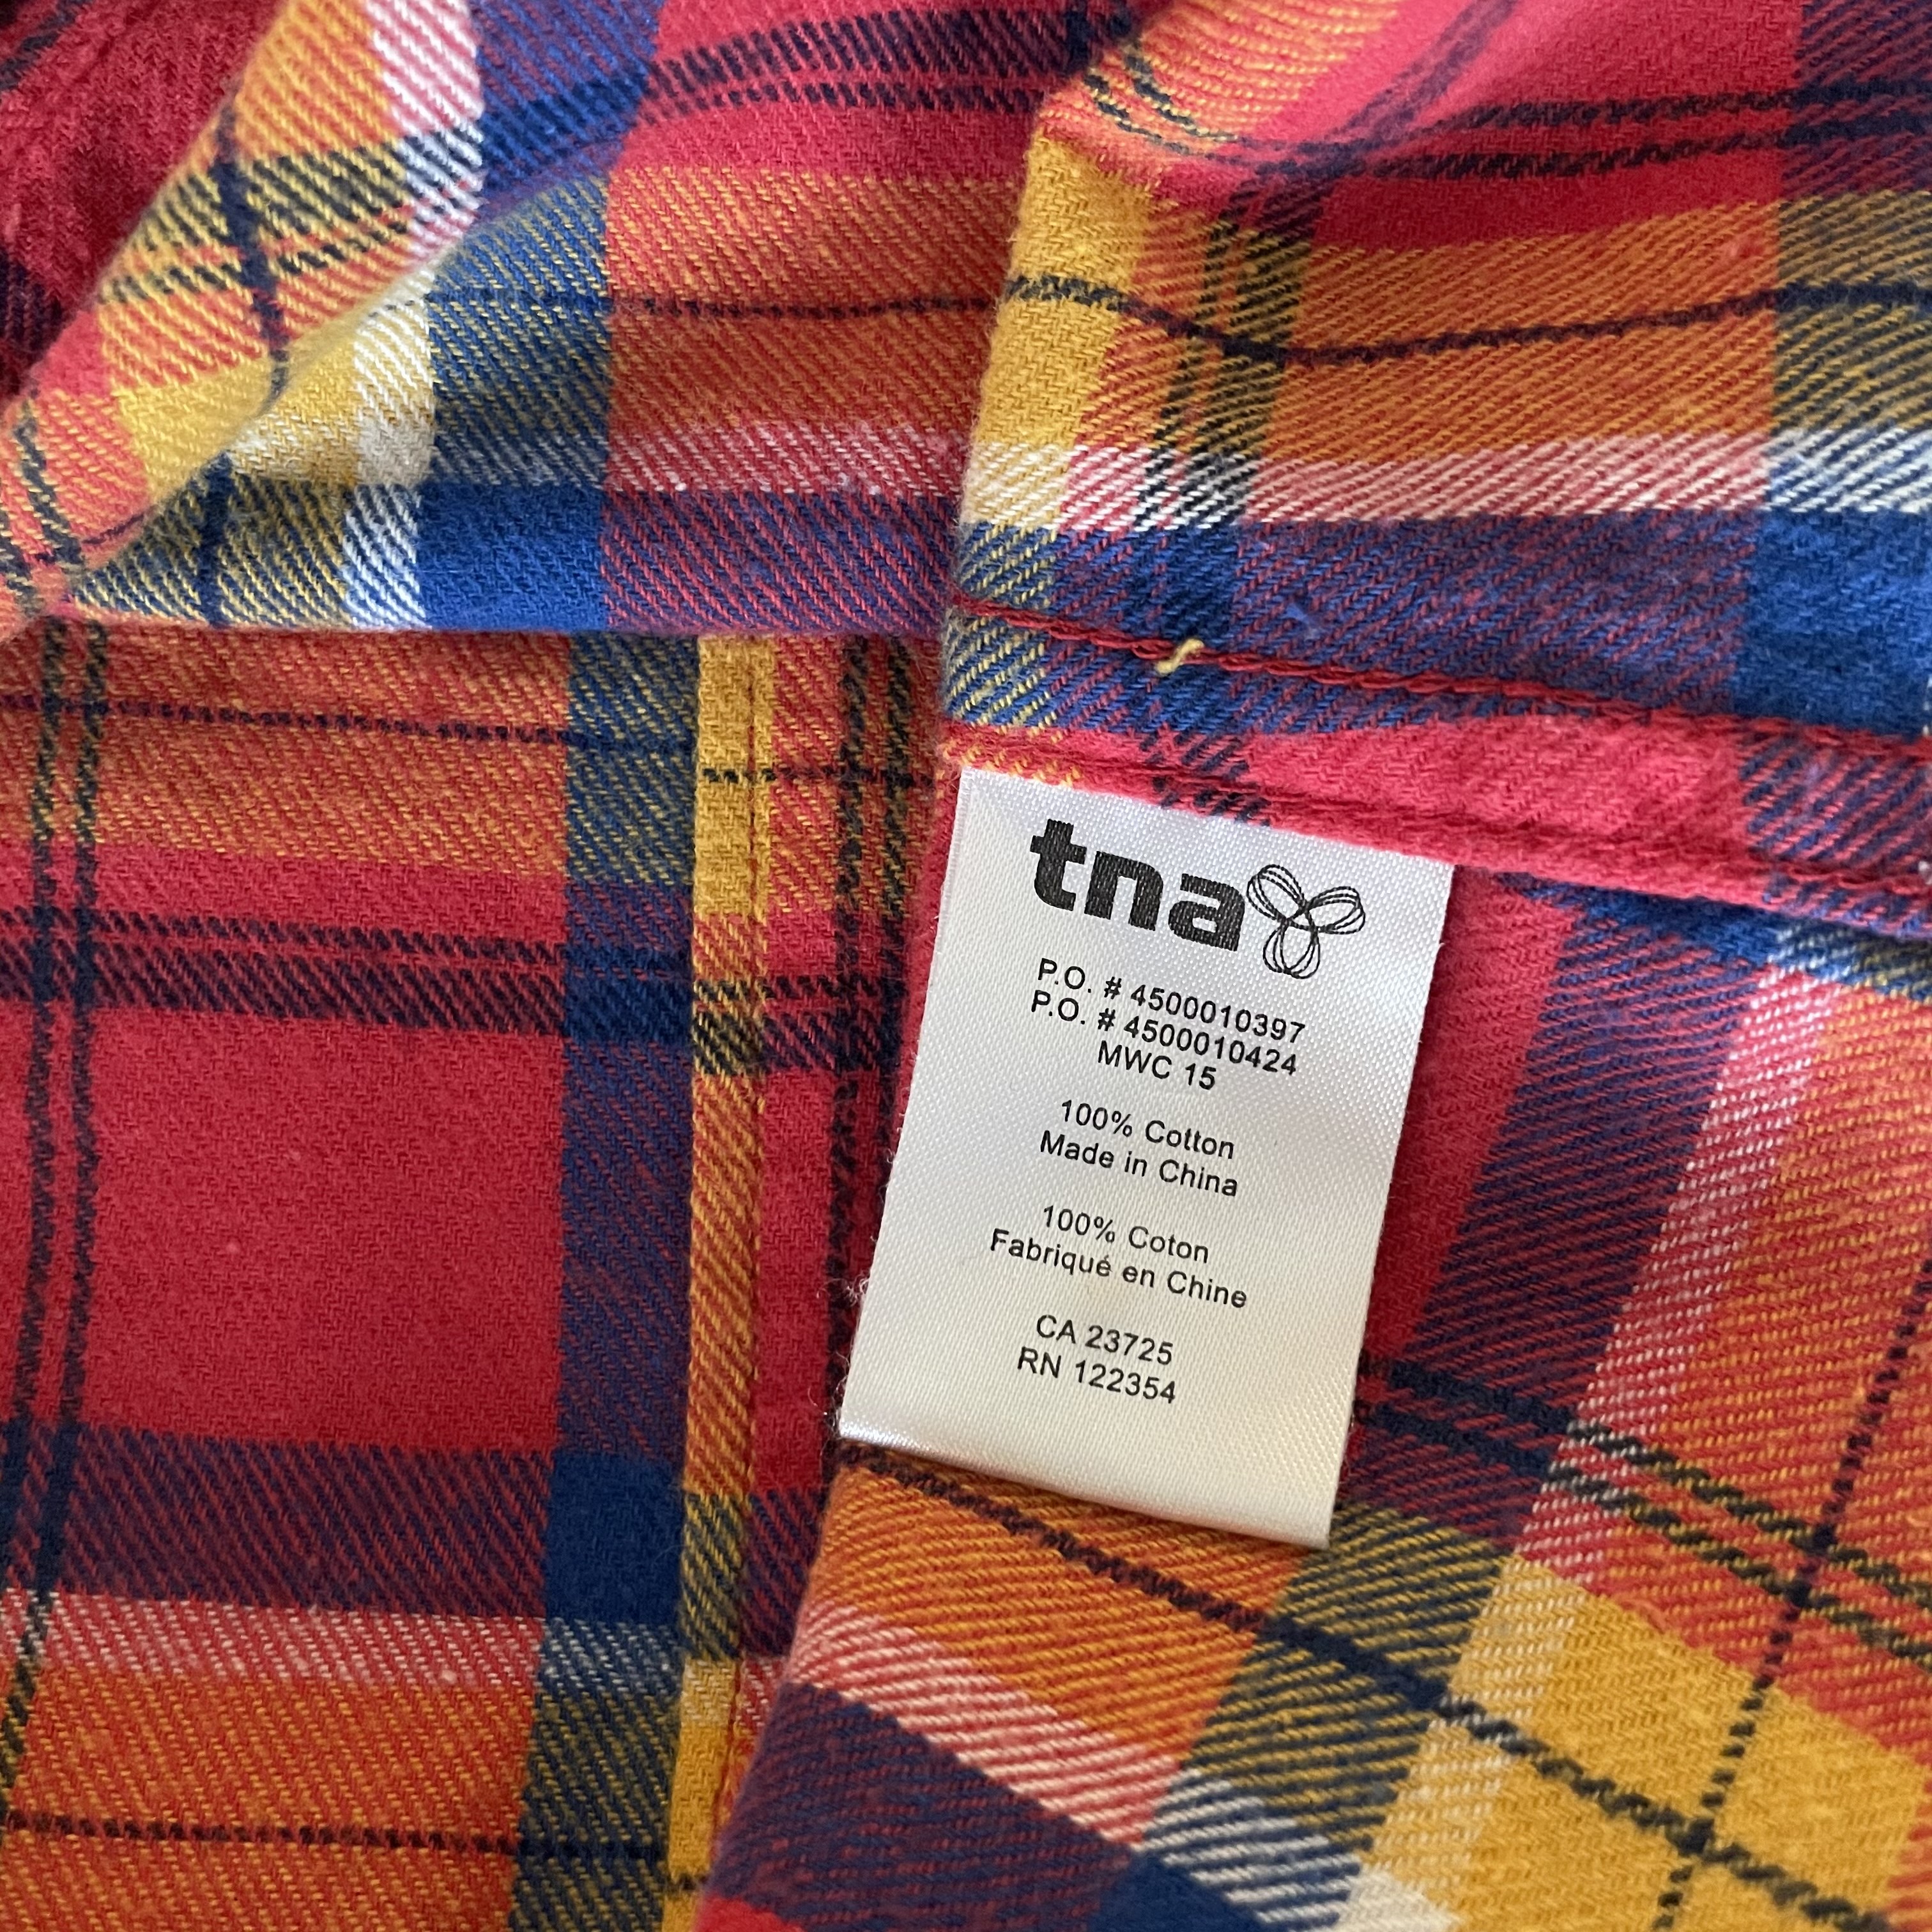 tna
P.O. # 4500010397
P.O. # 4500010424
MWC 15
100% Cotton
Made in China
100% Coton
Fabriqué en Chine
CA 23725
RN 122354